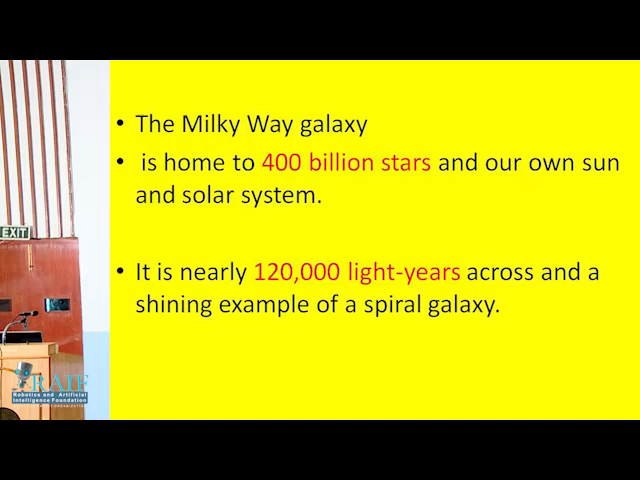 • The Milky Way galaxy
• is home to 400 billion stars and our own sun
and solar system.
• It is nearly 120,000 light-years across and a
shining example of a spiral galaxy.
EXIT
RAIF
Robotics and Artificial
Intelligence Foundation